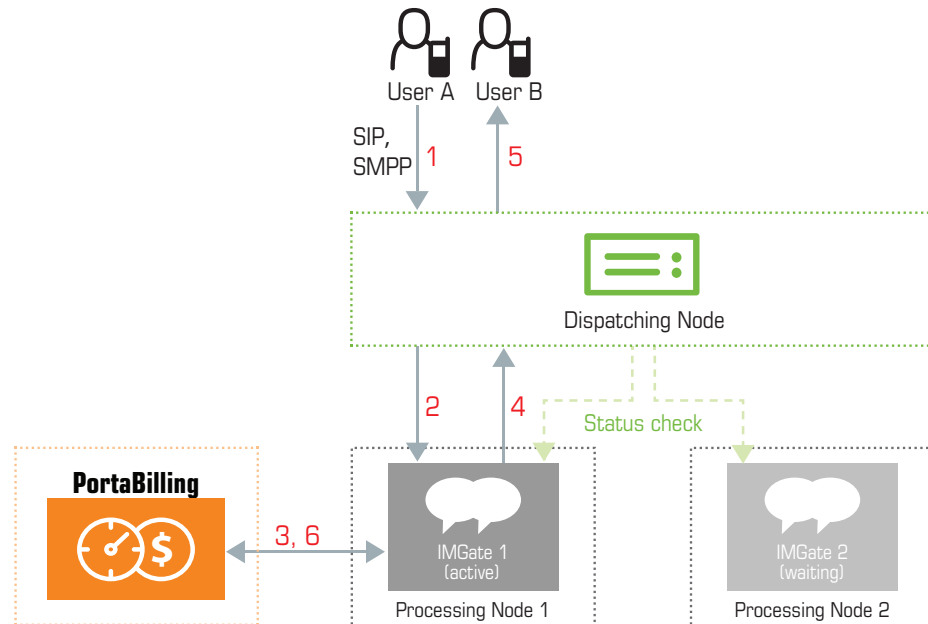 User A
User B
SIP,
SMPP
1
5
Dispatching Node
2
4
Status check
PortaBilling
$
3, 6
IMGate 1
(active)
IMGate 2
(waiting)
Processing Node 1
Processing Node 2